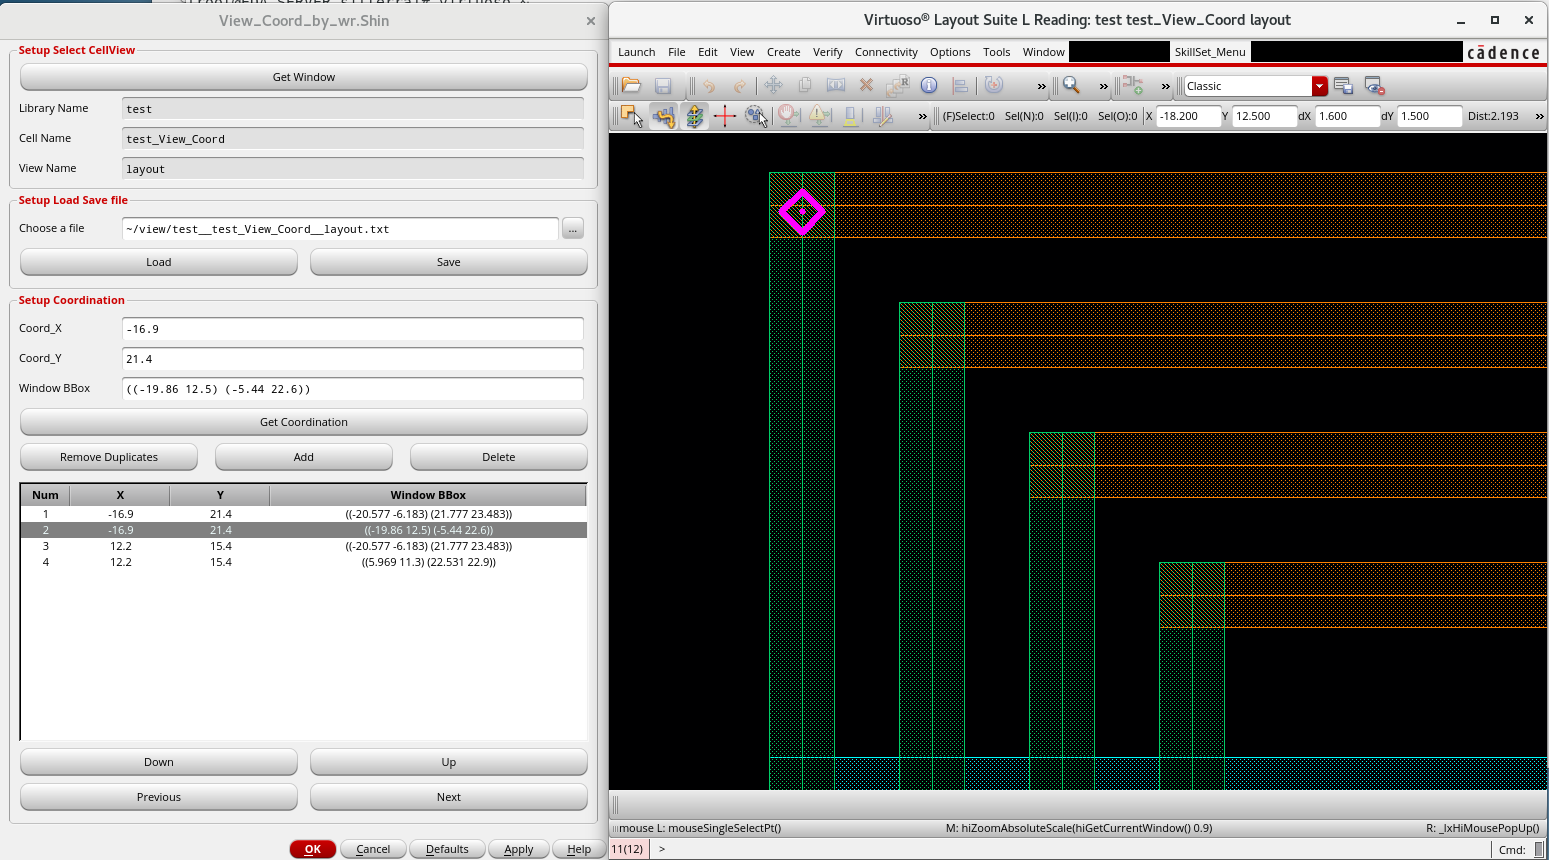 View_Coord_by_wr.Shin
Setup Select CellView
Get Window
Library Name test
Cell Name test_View_Coord
View Name layout
Setup Load Save file
Choose a file ~/view/test__test_View_Coord__layout.txt ...
Load Save
Setup Coordination
Coord_X -16.9
Coord_Y 21.4
Window BBox ((-19.86 12.5) (-5.44 22.6))
Get Coordination
Remove Duplicates Add Delete
Num X Y Window BBox
1 -16.9 21.4 ((-20.577 -6.183) (21.777 23.483))
2 -16.9 21.4 ((-19.86 12.5) (-5.44 22.6))
3 12.2 15.4 ((-20.577 -6.183) (21.777 23.483))
4 12.2 15.4 ((5.969 11.3) (22.531 22.9))
Down Up
Previous Next
OK Cancel Defaults Apply Help
Virtuoso® Layout Suite L Reading: test test_View_Coord layout
Launch File Edit View Create Verify Connectivity Options Tools Window SkillSet_Menu cādence
» » » Classic
» (F)Select:0 Sel(N):0 Sel(I):0 Sel(O):0 X -18.200 Y 12.500 dX 1.600 dY 1.500 Dist:2.193 »
mouse L: mouseSingleSelectPt() M: hiZoomAbsoluteScale(hiGetCurrentWindow() 0.9) R: _lxHiMousePopUp()
11(12) > Cmd: